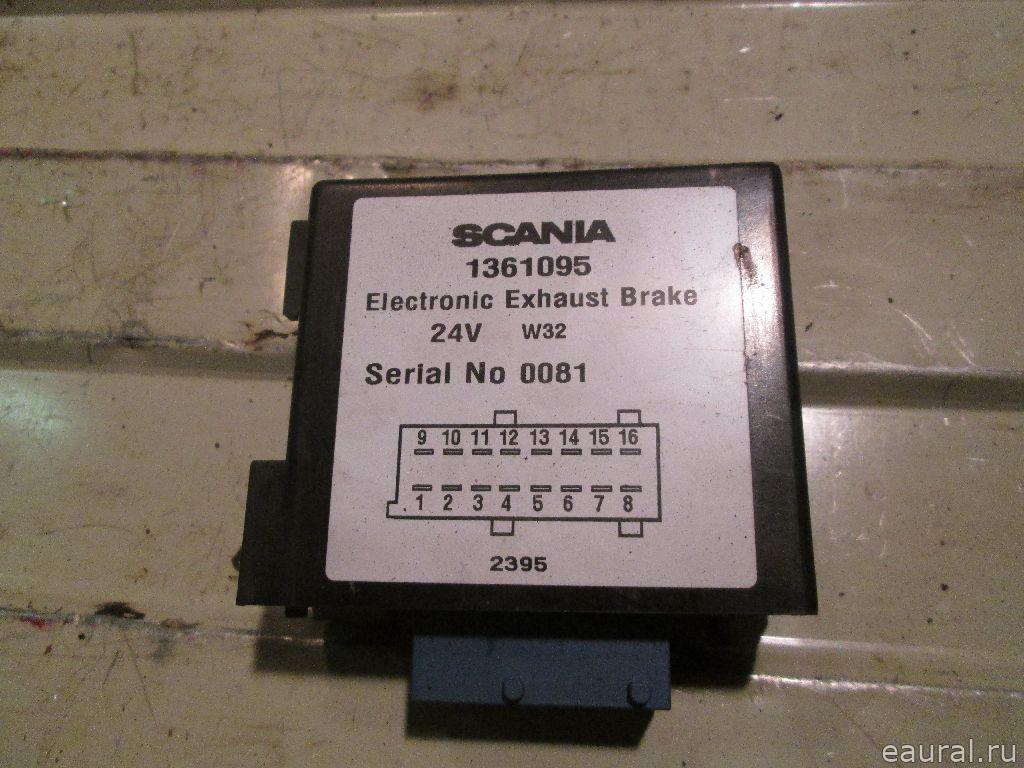 SCANIA
1361095
Electronic Exhaust Brake
24V W32
Serial No 0081
9 10 11 12 13 14 15 16
1 2 3 4 5 6 7 8
2395
eaural.ru